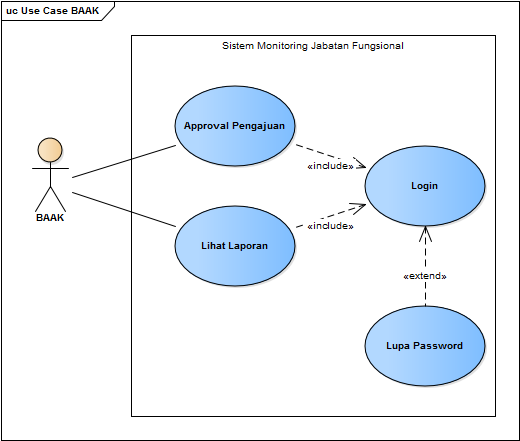 uc Use Case BAAK
Sistem Monitoring Jabatan Fungsional
Approval Pengajuan
«include»
Login
BAAK
«include»
Lihat Laporan
«extend»
Lupa Password